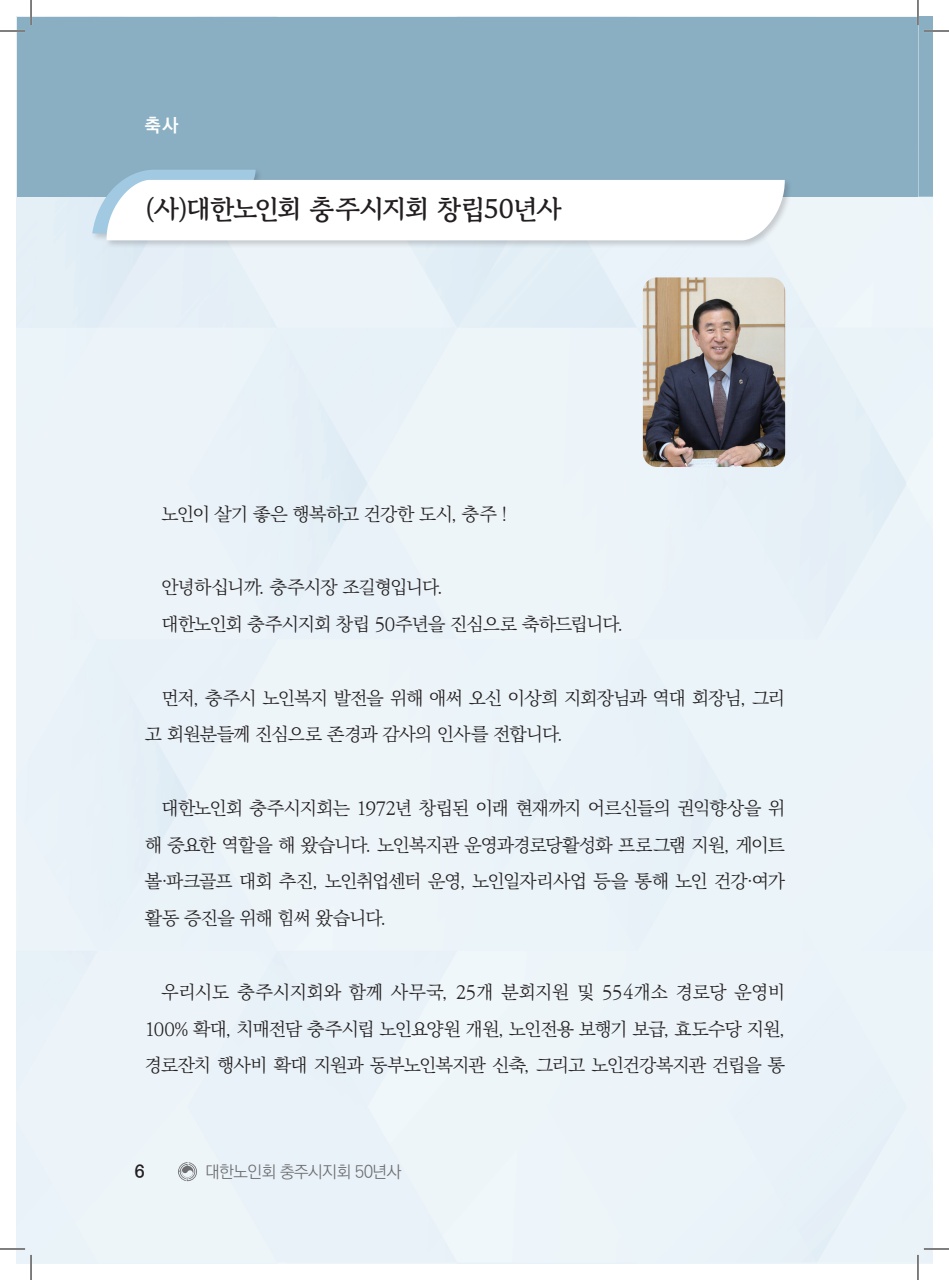 축사
(사)대한노인회 충주시지회 창립50년사
노인이 살기 좋은 행복하고 건강한 도시, 충주 !
안녕하십니까. 충주시장 조길형입니다.
대한노인회 충주시지회 창립 50주년을 진심으로 축하드립니다.
먼저, 충주시 노인복지 발전을 위해 애써 오신 이상희 지회장님과 역대 회장님, 그리
고 회원분들께 진심으로 존경과 감사의 인사를 전합니다.
대한노인회 충주시지회는 1972년 창립된 이래 현재까지 어르신들의 권익향상을 위
해 중요한 역할을 해 왔습니다. 노인복지관 운영과경로당활성화 프로그램 지원, 게이트
볼·파크골프 대회 추진, 노인취업센터 운영, 노인일자리사업 등을 통해 노인 건강·여가
활동 증진을 위해 힘써 왔습니다.
우리시도 충주시지회와 함께 사무국, 25개 분회지원 및 554개소 경로당 운영비
100% 확대, 치매전담 충주시립 노인요양원 개원, 노인전용 보행기 보급, 효도수당 지원,
경로잔치 행사비 확대 지원과 동부노인복지관 신축, 그리고 노인건강복지관 건립을 통
6 대한노인회 충주시지회 50년사